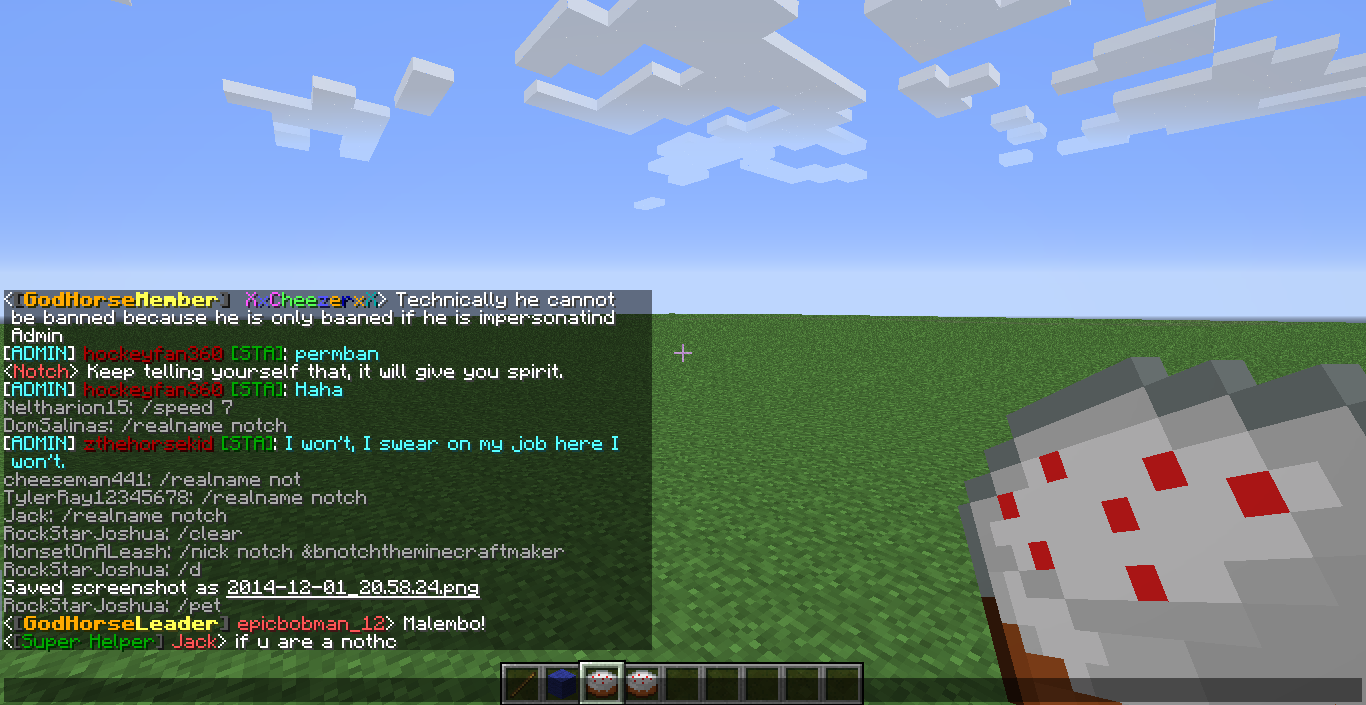 <[GodHorseMember] XxCheezerxX> Technically he cannot
be banned because he is only baaned if he is impersonatind
Admin
[ADMIN] hockeyfan360 [STA]: permban
<Notch> Keep telling yourself that, it will give you spirit.
[ADMIN] hockeyfan360 [STA]: Haha
Neltharion15: /speed 7
DomSalinas: /realname notch
[ADMIN] zthehorsekid [STA]: I won't, I swear on my job here I
won't.
cheeseman441: /realname not
TylerRay12345678: /realname notch
Jack: /realname notch
RockStarJoshua: /clear
MonsetOnALeash: /nick notch &bnotchtheminecraftmaker
RockStarJoshua: /d
Saved screenshot as 2014-12-01_20.58.24.png
RockStarJoshua: /pet
<[GodHorseLeader] epicbobman_12> Malembo!
<[Super Helper] Jack> if u are a nothc